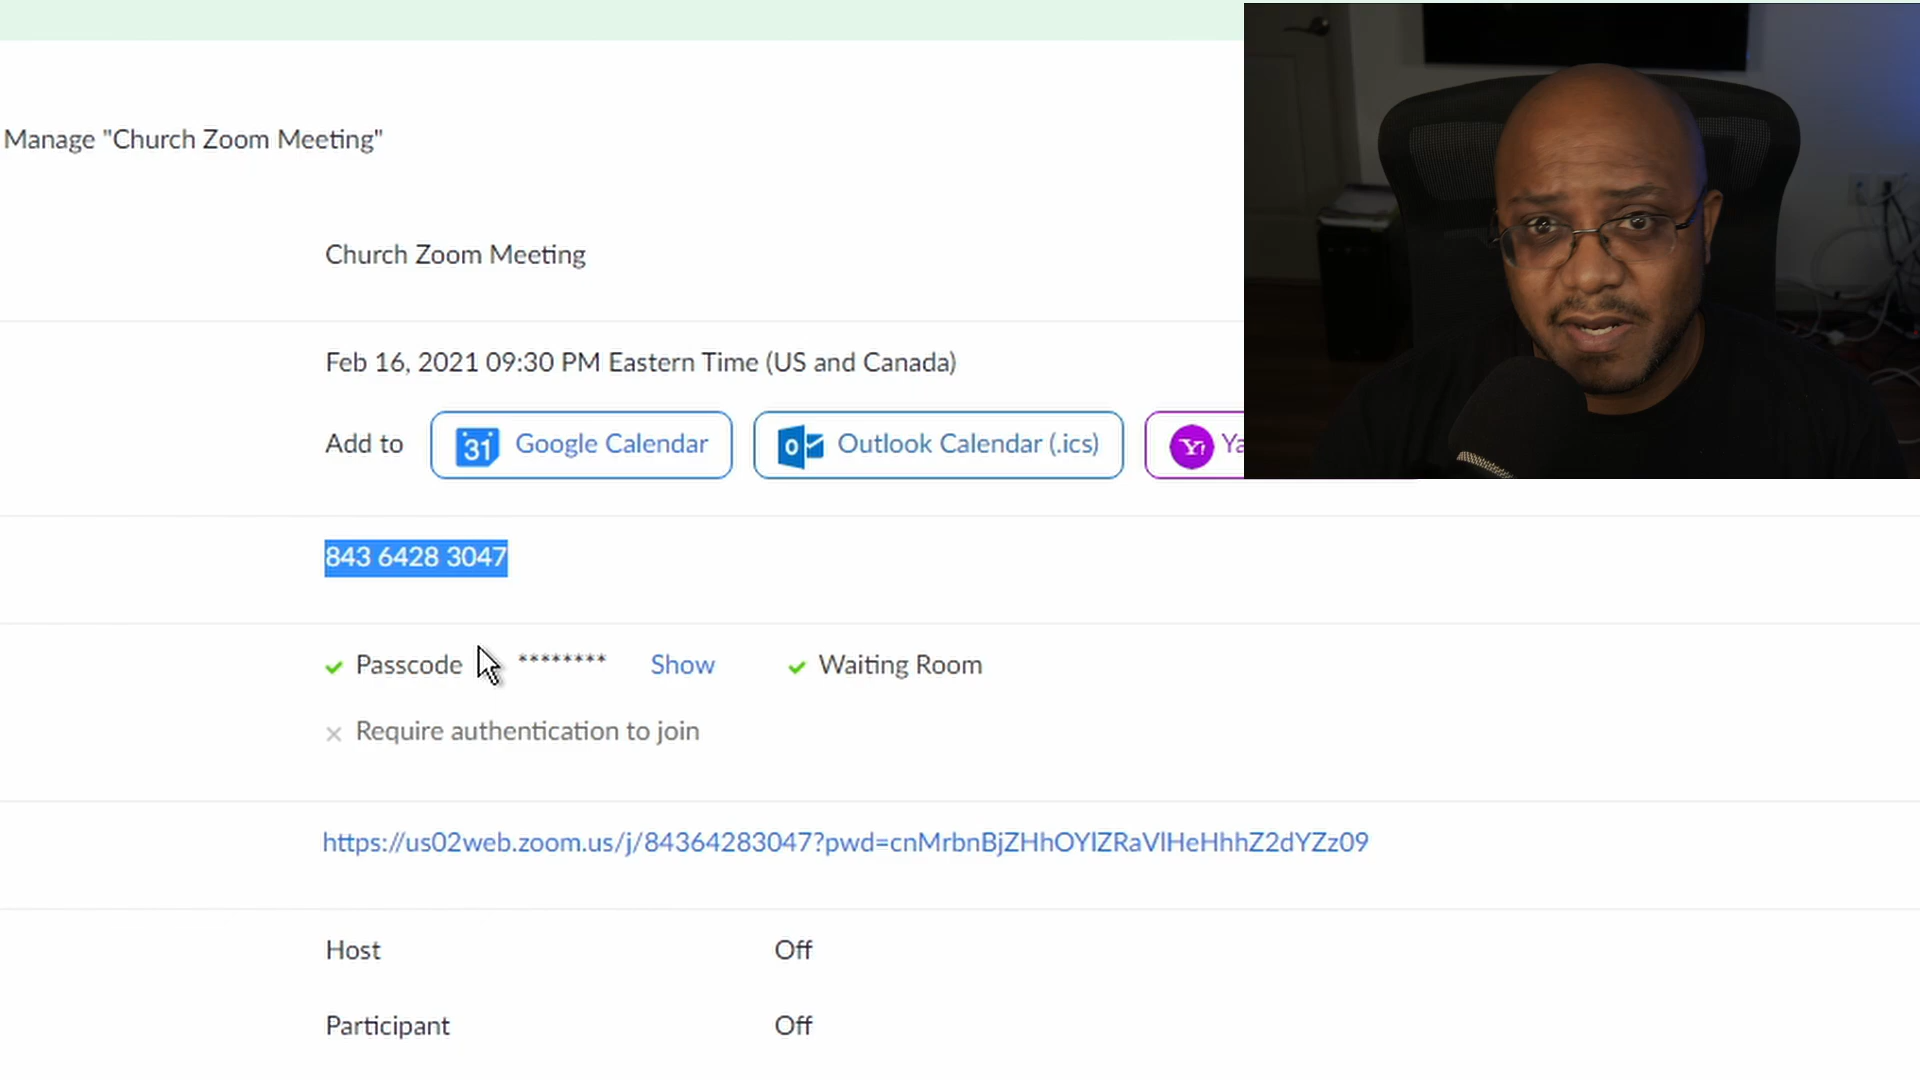 Manage "Church Zoom Meeting"
Church Zoom Meeting
Feb 16, 2021 09:30 PM Eastern Time (US and Canada)
Add to 31 Google Calendar Outlook Calendar (.ics) Ya
843 6428 3047
Passcode ******** Show Waiting Room
Require authentication to join
https://us02web.zoom.us/j/84364283047?pwd=cnMrbnBjZHhOYlZRaVlHeHhhZ2dYZz09
Host Off
Participant Off